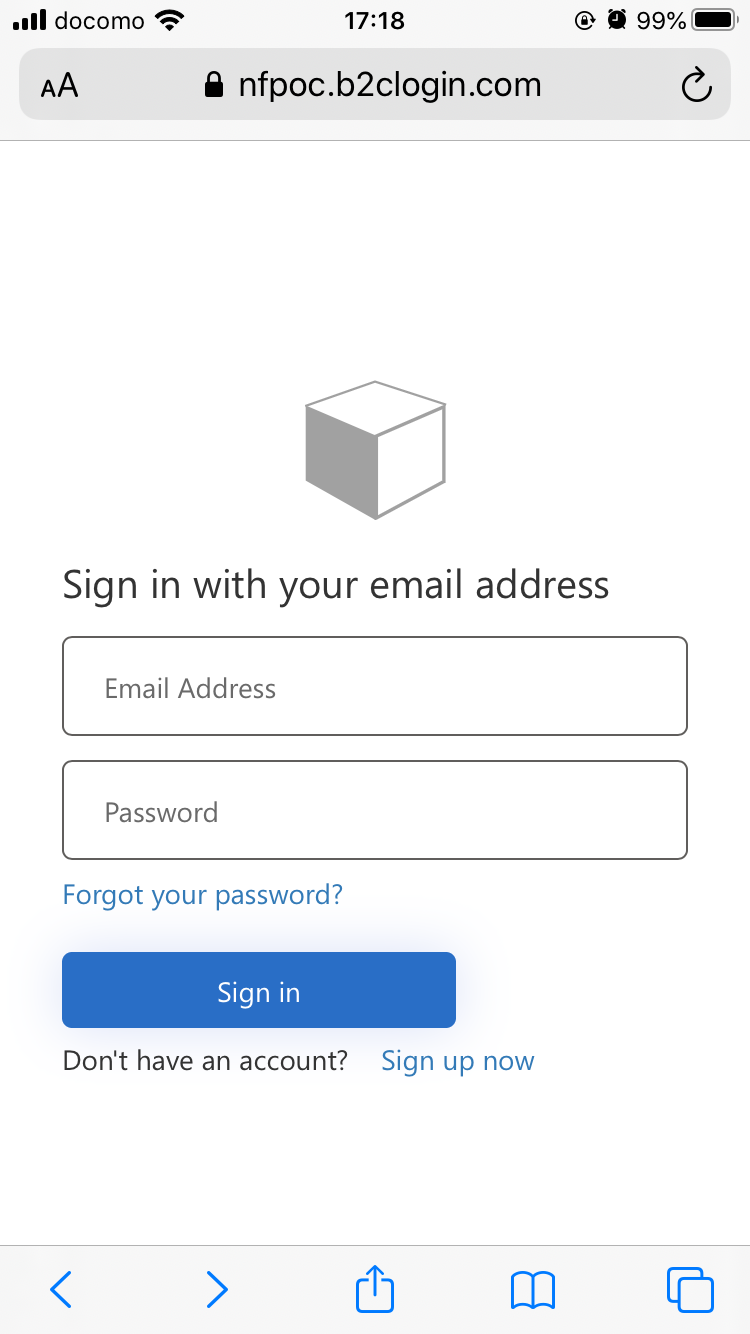 docomo 17:18 99%
AA nfpoc.b2clogin.com
Sign in with your email address
Email Address
Password
Forgot your password?
Sign in
Don't have an account? Sign up now